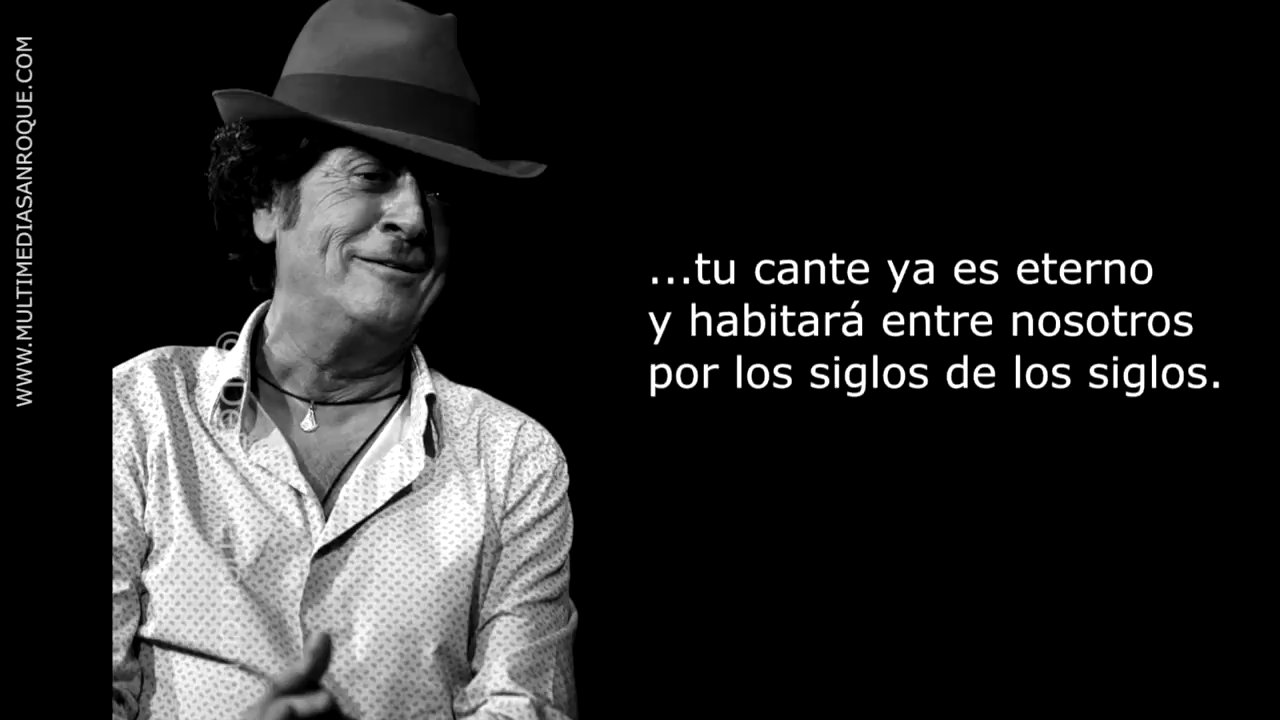 WWW.MULTIMEDIASANROQUE.COM
...tu cante ya es eterno
y habitará entre nosotros
por los siglos de los siglos.